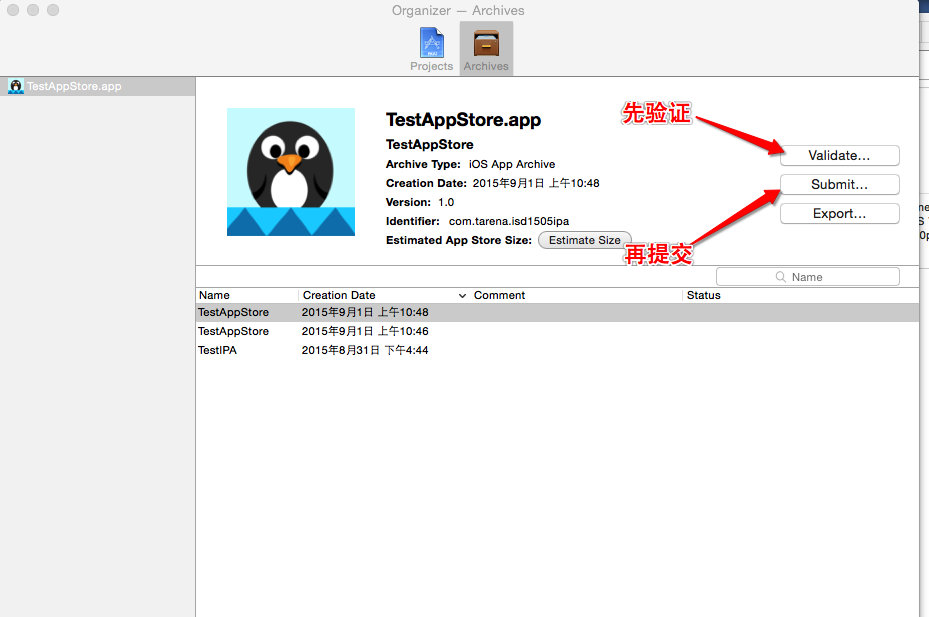 Organizer — Archives
Projects
Archives
TestAppStore.app
TestAppStore.app
先验证
TestAppStore
Validate...
Archive Type: iOS App Archive
Creation Date: 2015年9月1日 上午10:48
Submit...
Version: 1.0
Export...
Identifier: com.tarena.isd1505ipa
Estimated App Store Size: Estimate Size
再提交
Name
Name Creation Date Comment Status
TestAppStore 2015年9月1日 上午10:48
TestAppStore 2015年9月1日 上午10:46
TestIPA 2015年8月31日 下午4:44